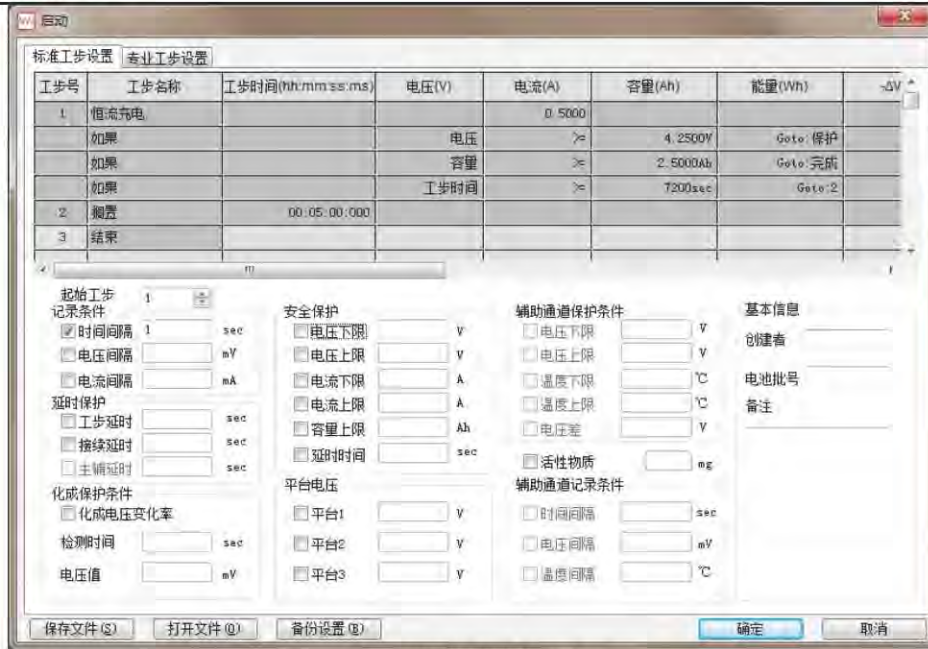 启动
标准工步设置 专业工步设置
工步号 工步名称 工步时间(hh:mm:ss:ms) 电压(V) 电流(A) 容量(Ah) 能量(Wh) -ΔV
1 恒流充电 0.5000
如果 电压 >= 4.2500V Goto:保护
如果 容量 >= 2.5000Ah Goto:完成
如果 工步时间 >= 7200sec Goto:2
2 搁置 00:05:00:000
3 结束
起始工步 1
记录条件
时间间隔 1 sec
电压间隔 mV
电流间隔 mA
延时保护
工步延时 sec
接续延时 sec
主辅延时 sec
化成保护条件
化成电压变化率
检测时间 sec
电压值 mV
安全保护
电压下限 V
电压上限 V
电流下限 A
电流上限 A
容量上限 Ah
延时时间 sec
平台电压
平台1 V
平台2 V
平台3 V
辅助通道保护条件
电压下限 V
电压上限 V
温度下限 ℃
温度上限 ℃
电压差 V
活性物质 mg
辅助通道记录条件
时间间隔 sec
电压间隔 mV
温度间隔 ℃
基本信息
创建者
电池批号
备注
保存文件(S) 打开文件(O) 备份设置(B) 确定 取消